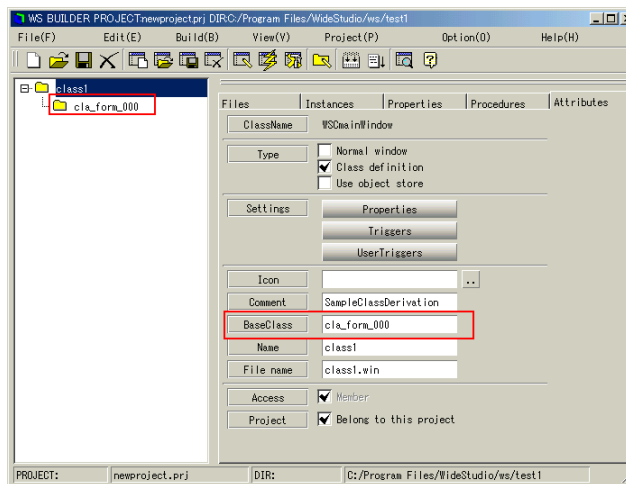 WS BUILDER PROJECT:newproject.prj DIR:C:/Program Files/WideStudio/ws/test1
File(F) Edit(E) Build(B) View(V) Project(P) Option(O) Help(H)
class1
cla_form_000
Files Instances Properties Procedures Attributes
ClassName WSCmainWindow
Type Normal window
Class definition
Use object store
Settings Properties
Triggers
UserTriggers
Icon ..
Comment SampleClassDerivation
BaseClass cla_form_000
Name class1
File name class1.win
Access Member
Project Belong to this project
PROJECT: newproject.prj DIR: C:/Program Files/WideStudio/ws/test1